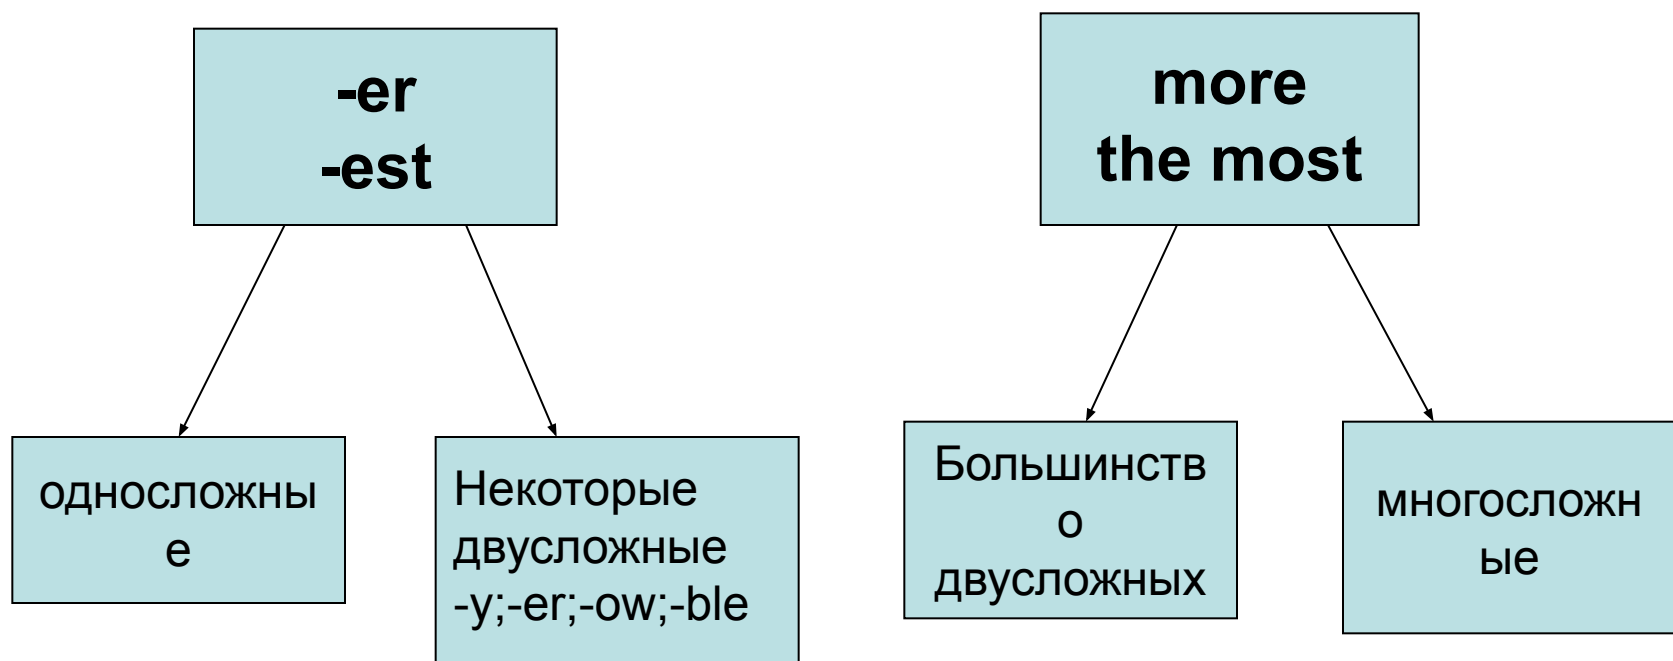 -er
-est
more
the most
односложны
е
Некоторые
двусложные
-y;-er;-ow;-ble
Большинств
о
двусложных
многосложн
ые